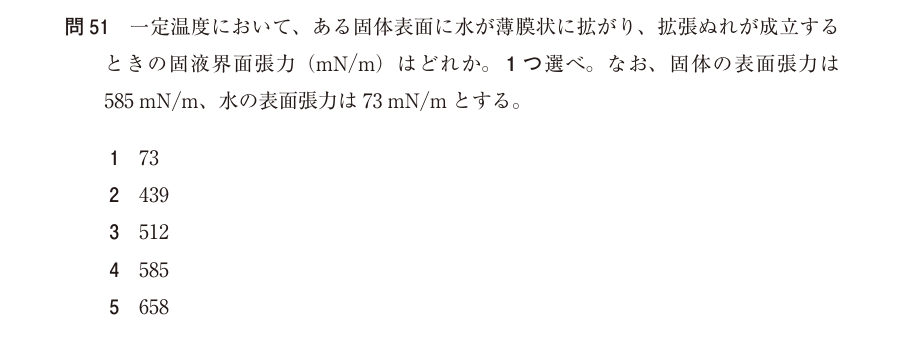 問 51　一定温度において、ある固体表面に水が薄膜状に拡がり、拡張ぬれが成立する
ときの固液界面張力（mN/m）はどれか。1 つ選べ。なお、固体の表面張力は
585 mN/m、水の表面張力は 73 mN/m とする。
1　73
2　439
3　512
4　585
5　658